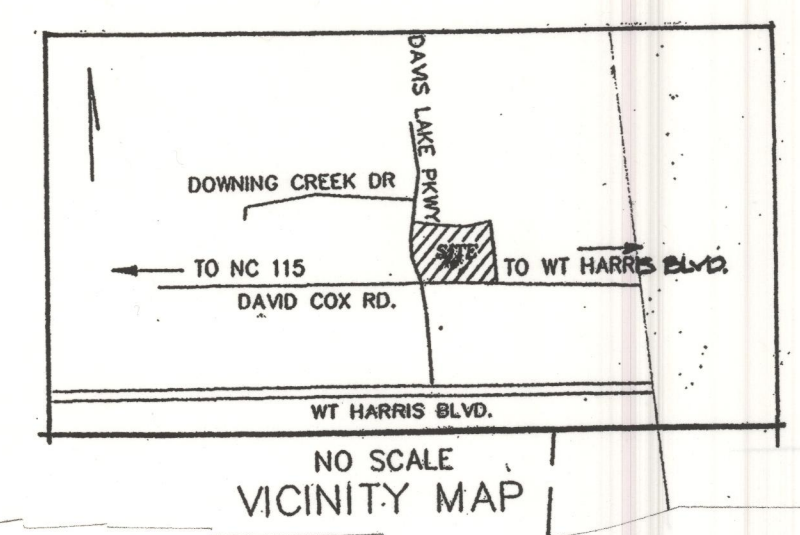 DAVIS LAKE PKWY
DOWNING CREEK DR
SITE
TO NC 115
TO WT HARRIS BLVD.
DAVID COX RD.
WT HARRIS BLVD.
NO SCALE
VICINITY MAP